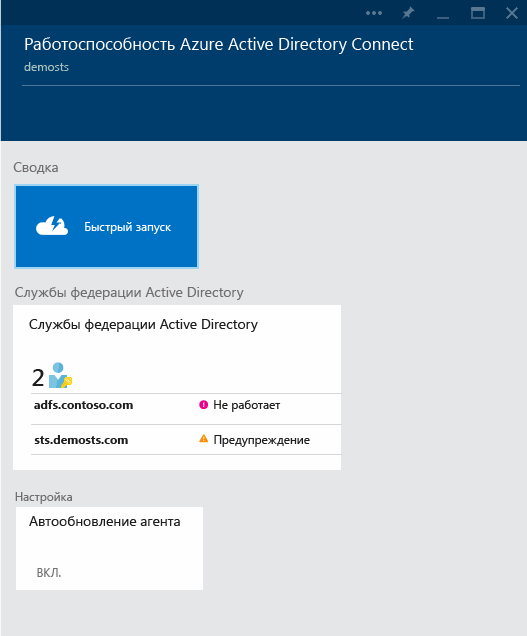 Работоспособность Azure Active Directory Connect
demosts
Сводка
Быстрый запуск
Службы федерации Active Directory
Службы федерации Active Directory
2
adfs.contoso.com Не работает
sts.demosts.com Предупреждение
Настройка
Автообновление агента
ВКЛ.